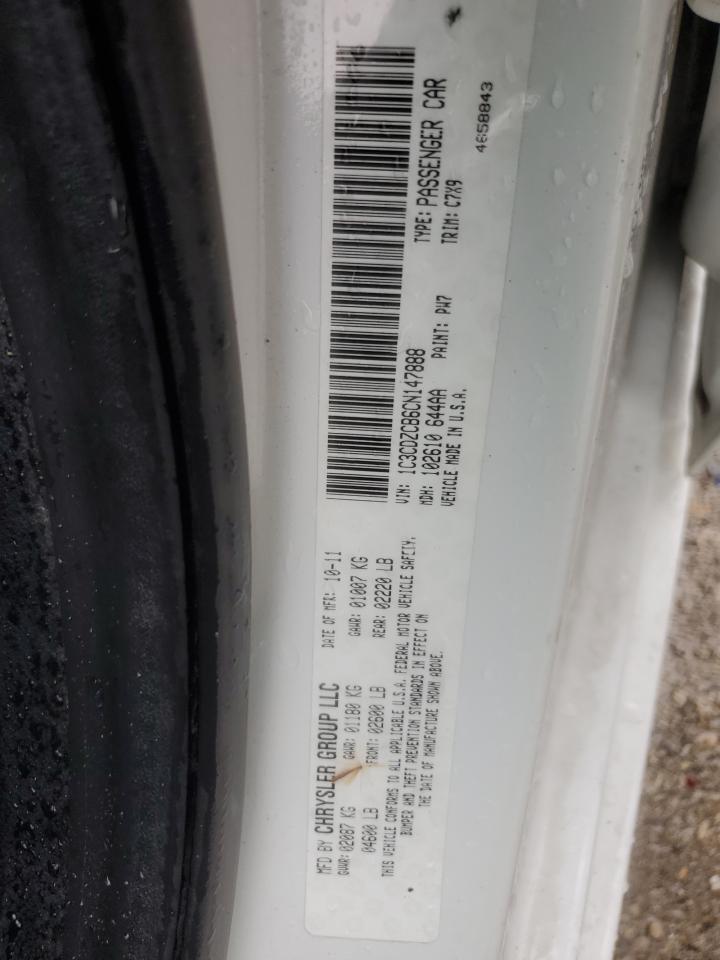 MFD BY CHRYSLER GROUP LLC DATE OF MFR: 10-11
GVWR: 02087 KG GAWR: 01180 KG GAWR: 01007 KG
04600 LB FRONT: 02600 LB REAR: 02220 LB
THIS VEHICLE CONFORMS TO ALL APPLICABLE U.S.A. FEDERAL MOTOR VEHICLE SAFETY,
BUMPER AND THEFT PREVENTION STANDARDS IN EFFECT ON
THE DATE OF MANUFACTURE SHOWN ABOVE.
VIN: 1C3CDZCB6CN147888 TYPE: PASSENGER CAR
MDH: 102610 644AA PAINT: PW7 TRIM: C7X9
VEHICLE MADE IN U.S.A.
4658843